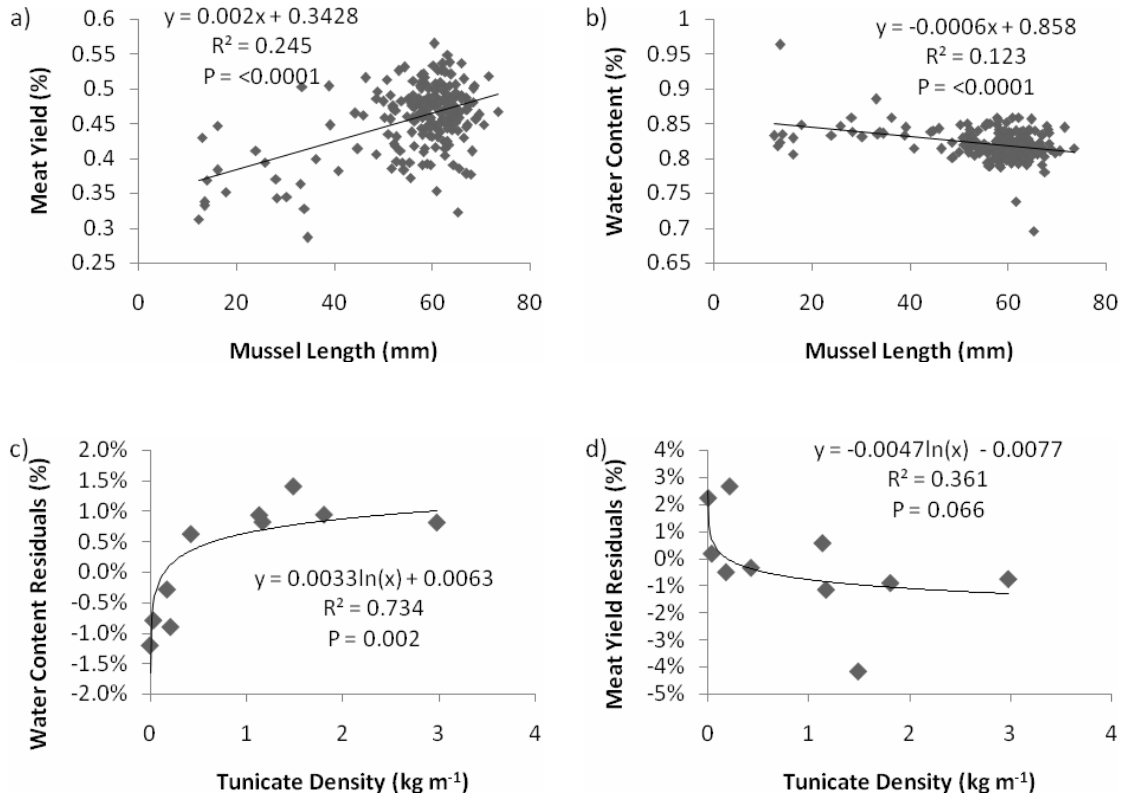 a)
y = 0.002x + 0.3428
R² = 0.245
P = <0.0001
Meat Yield (%)
0.6
0.55
0.5
0.45
0.4
0.35
0.3
0.25
0 20 40 60 80
Mussel Length (mm)
b)
y = -0.0006x + 0.858
R² = 0.123
P = <0.0001
Water Content (%)
1
0.95
0.9
0.85
0.8
0.75
0.7
0.65
0 20 40 60 80
Mussel Length (mm)
c)
Water Content Residuals (%)
2.0%
1.5%
1.0%
0.5%
0.0%
-0.5%
-1.0%
-1.5%
-2.0%
y = 0.0033ln(x) + 0.0063
R² = 0.734
P = 0.002
0 1 2 3 4
Tunicate Density (kg m⁻¹)
d)
y = -0.0047ln(x) - 0.0077
R² = 0.361
P = 0.066
Meat Yield Residuals (%)
4%
3%
2%
1%
0%
-1%
-2%
-3%
-4%
-5%
0 1 2 3 4
Tunicate Density (kg m⁻¹)